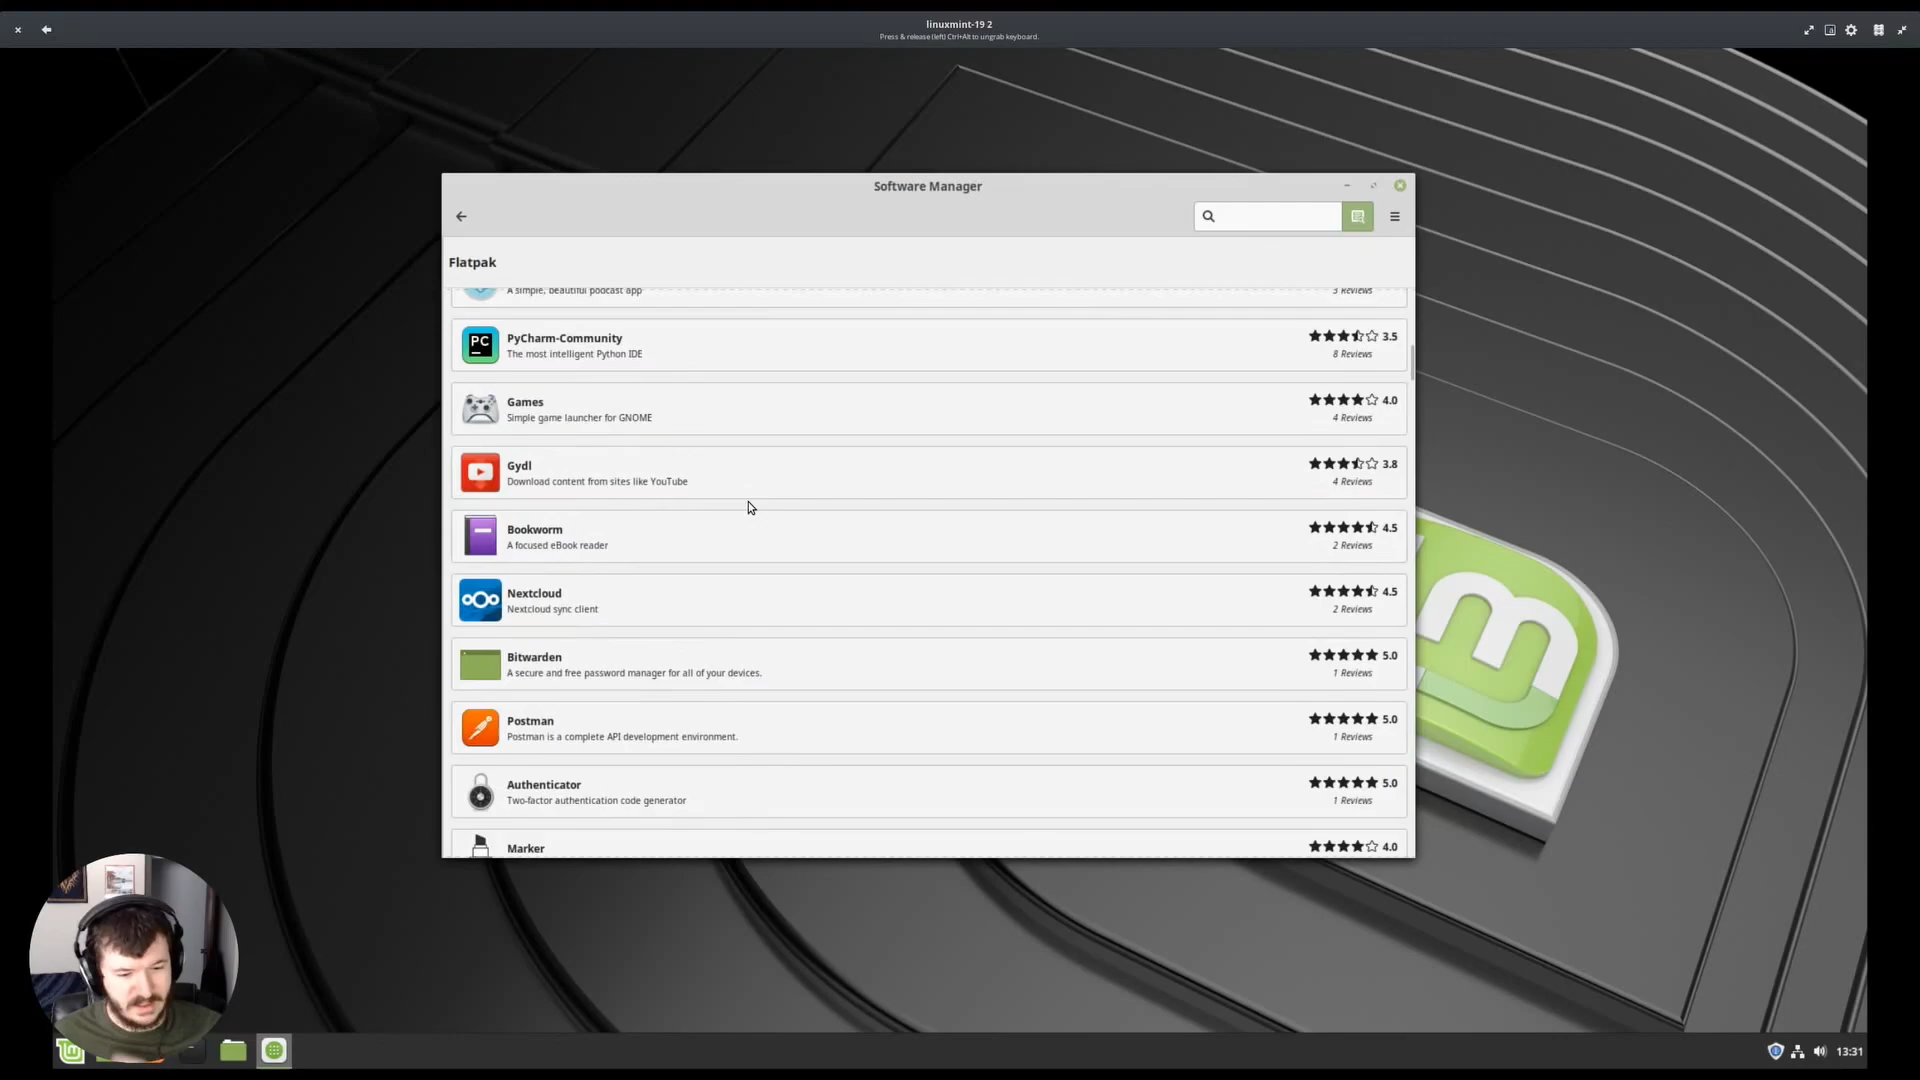 linuxmint-19 2
Press & release (left) Ctrl+Alt to ungrab keyboard.
Software Manager
Flatpak
A simple, beautiful podcast app
3 Reviews
PC
PyCharm-Community
3.5
The most intelligent Python IDE
8 Reviews
Games
4.0
Simple game launcher for GNOME
4 Reviews
Gydl
3.8
Download content from sites like YouTube
4 Reviews
Bookworm
4.5
A focused eBook reader
2 Reviews
Nextcloud
4.5
Nextcloud sync client
2 Reviews
Bitwarden
5.0
A secure and free password manager for all of your devices.
1 Reviews
Postman
5.0
Postman is a complete API development environment.
1 Reviews
Authenticator
5.0
Two-factor authentication code generator
1 Reviews
Marker
4.0
13:31